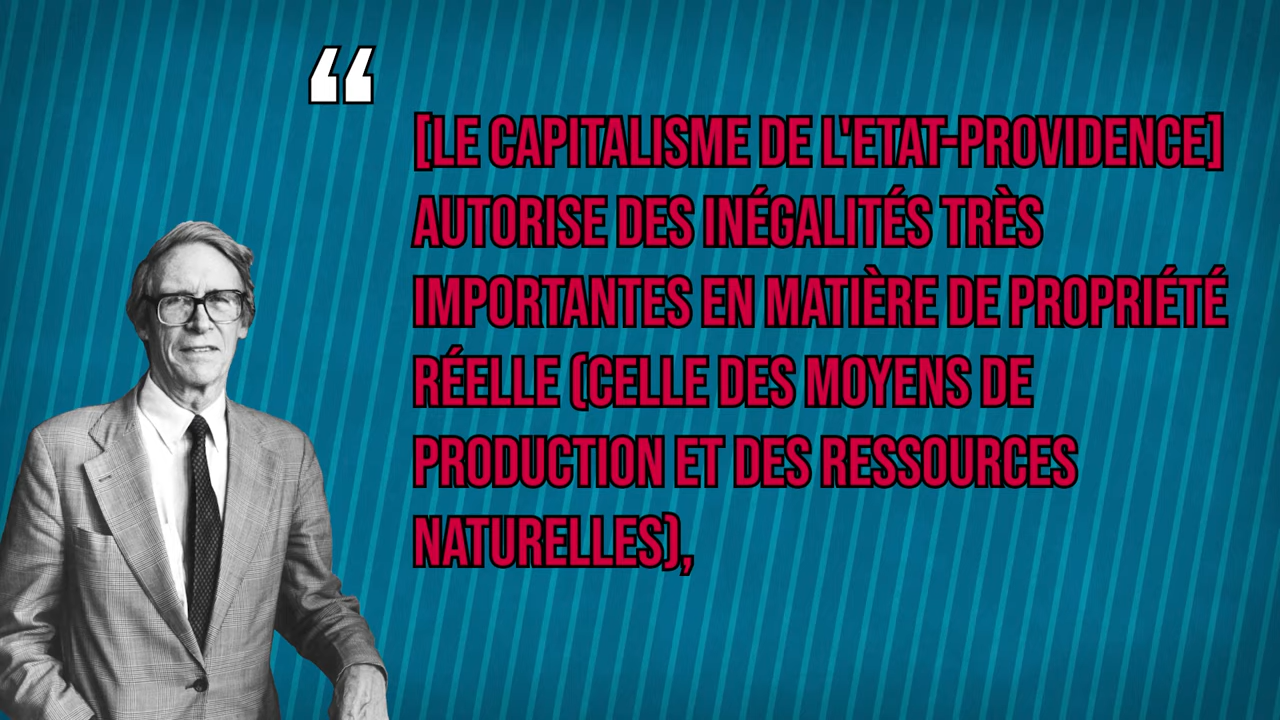 “
[LE CAPITALISME DE L'ETAT-PROVIDENCE]
AUTORISE DES INÉGALITÉS TRÈS
IMPORTANTES EN MATIÈRE DE PROPRIÉTÉ
RÉELLE (CELLE DES MOYENS DE
PRODUCTION ET DES RESSOURCES
NATURELLES),